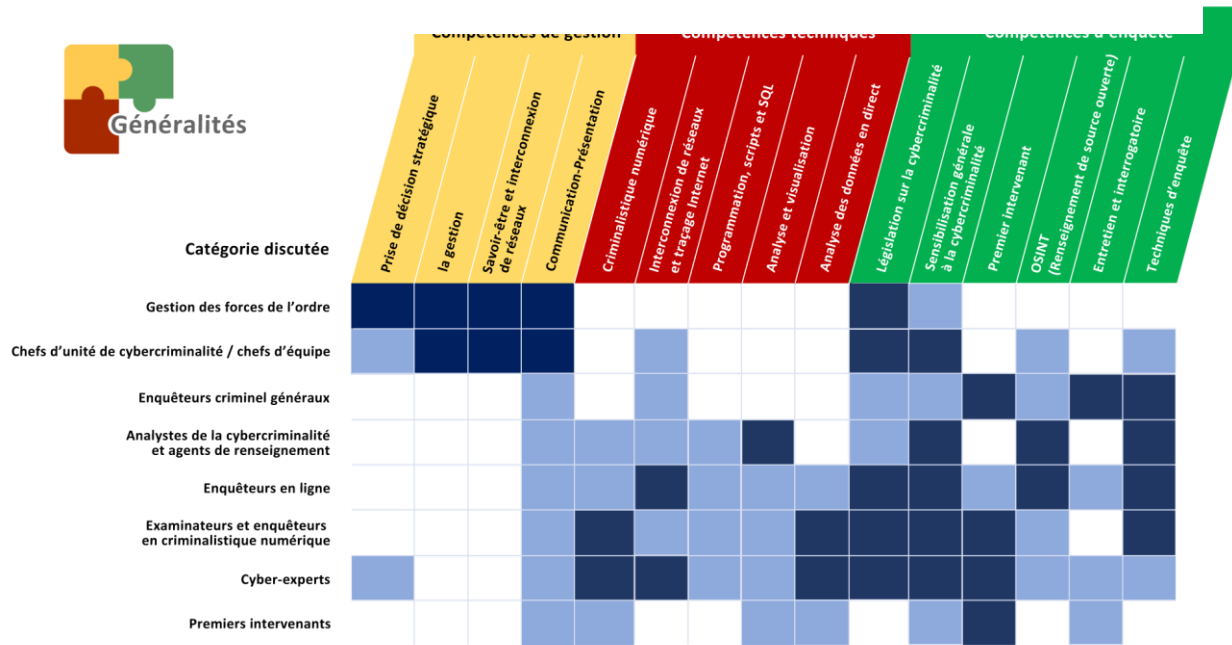 Compétences de gestion
Compétences techniques
Compétences d'enquête
Généralités
Catégorie discutée
Prise de décision stratégique
la gestion
Savoir-être et interconnexion
de réseaux
Communication-Présentation
Criminalistique numérique
Interconnexion de réseaux
et traçage Internet
Programmation, scripts et SQL
Analyse et visualisation
Analyse des données en direct
Législation sur la cybercriminalité
Sensibilisation générale
à la cybercriminalité
Premier intervenant
OSINT
(Renseignement de source ouverte)
Entretien et interrogatoire
Techniques d'enquête
Gestion des forces de l'ordre
Chefs d'unité de cybercriminalité / chefs d'équipe
Enquêteurs criminel généraux
Analystes de la cybercriminalité
et agents de renseignement
Enquêteurs en ligne
Examinateurs et enquêteurs
en criminalistique numérique
Cyber-experts
Premiers intervenants